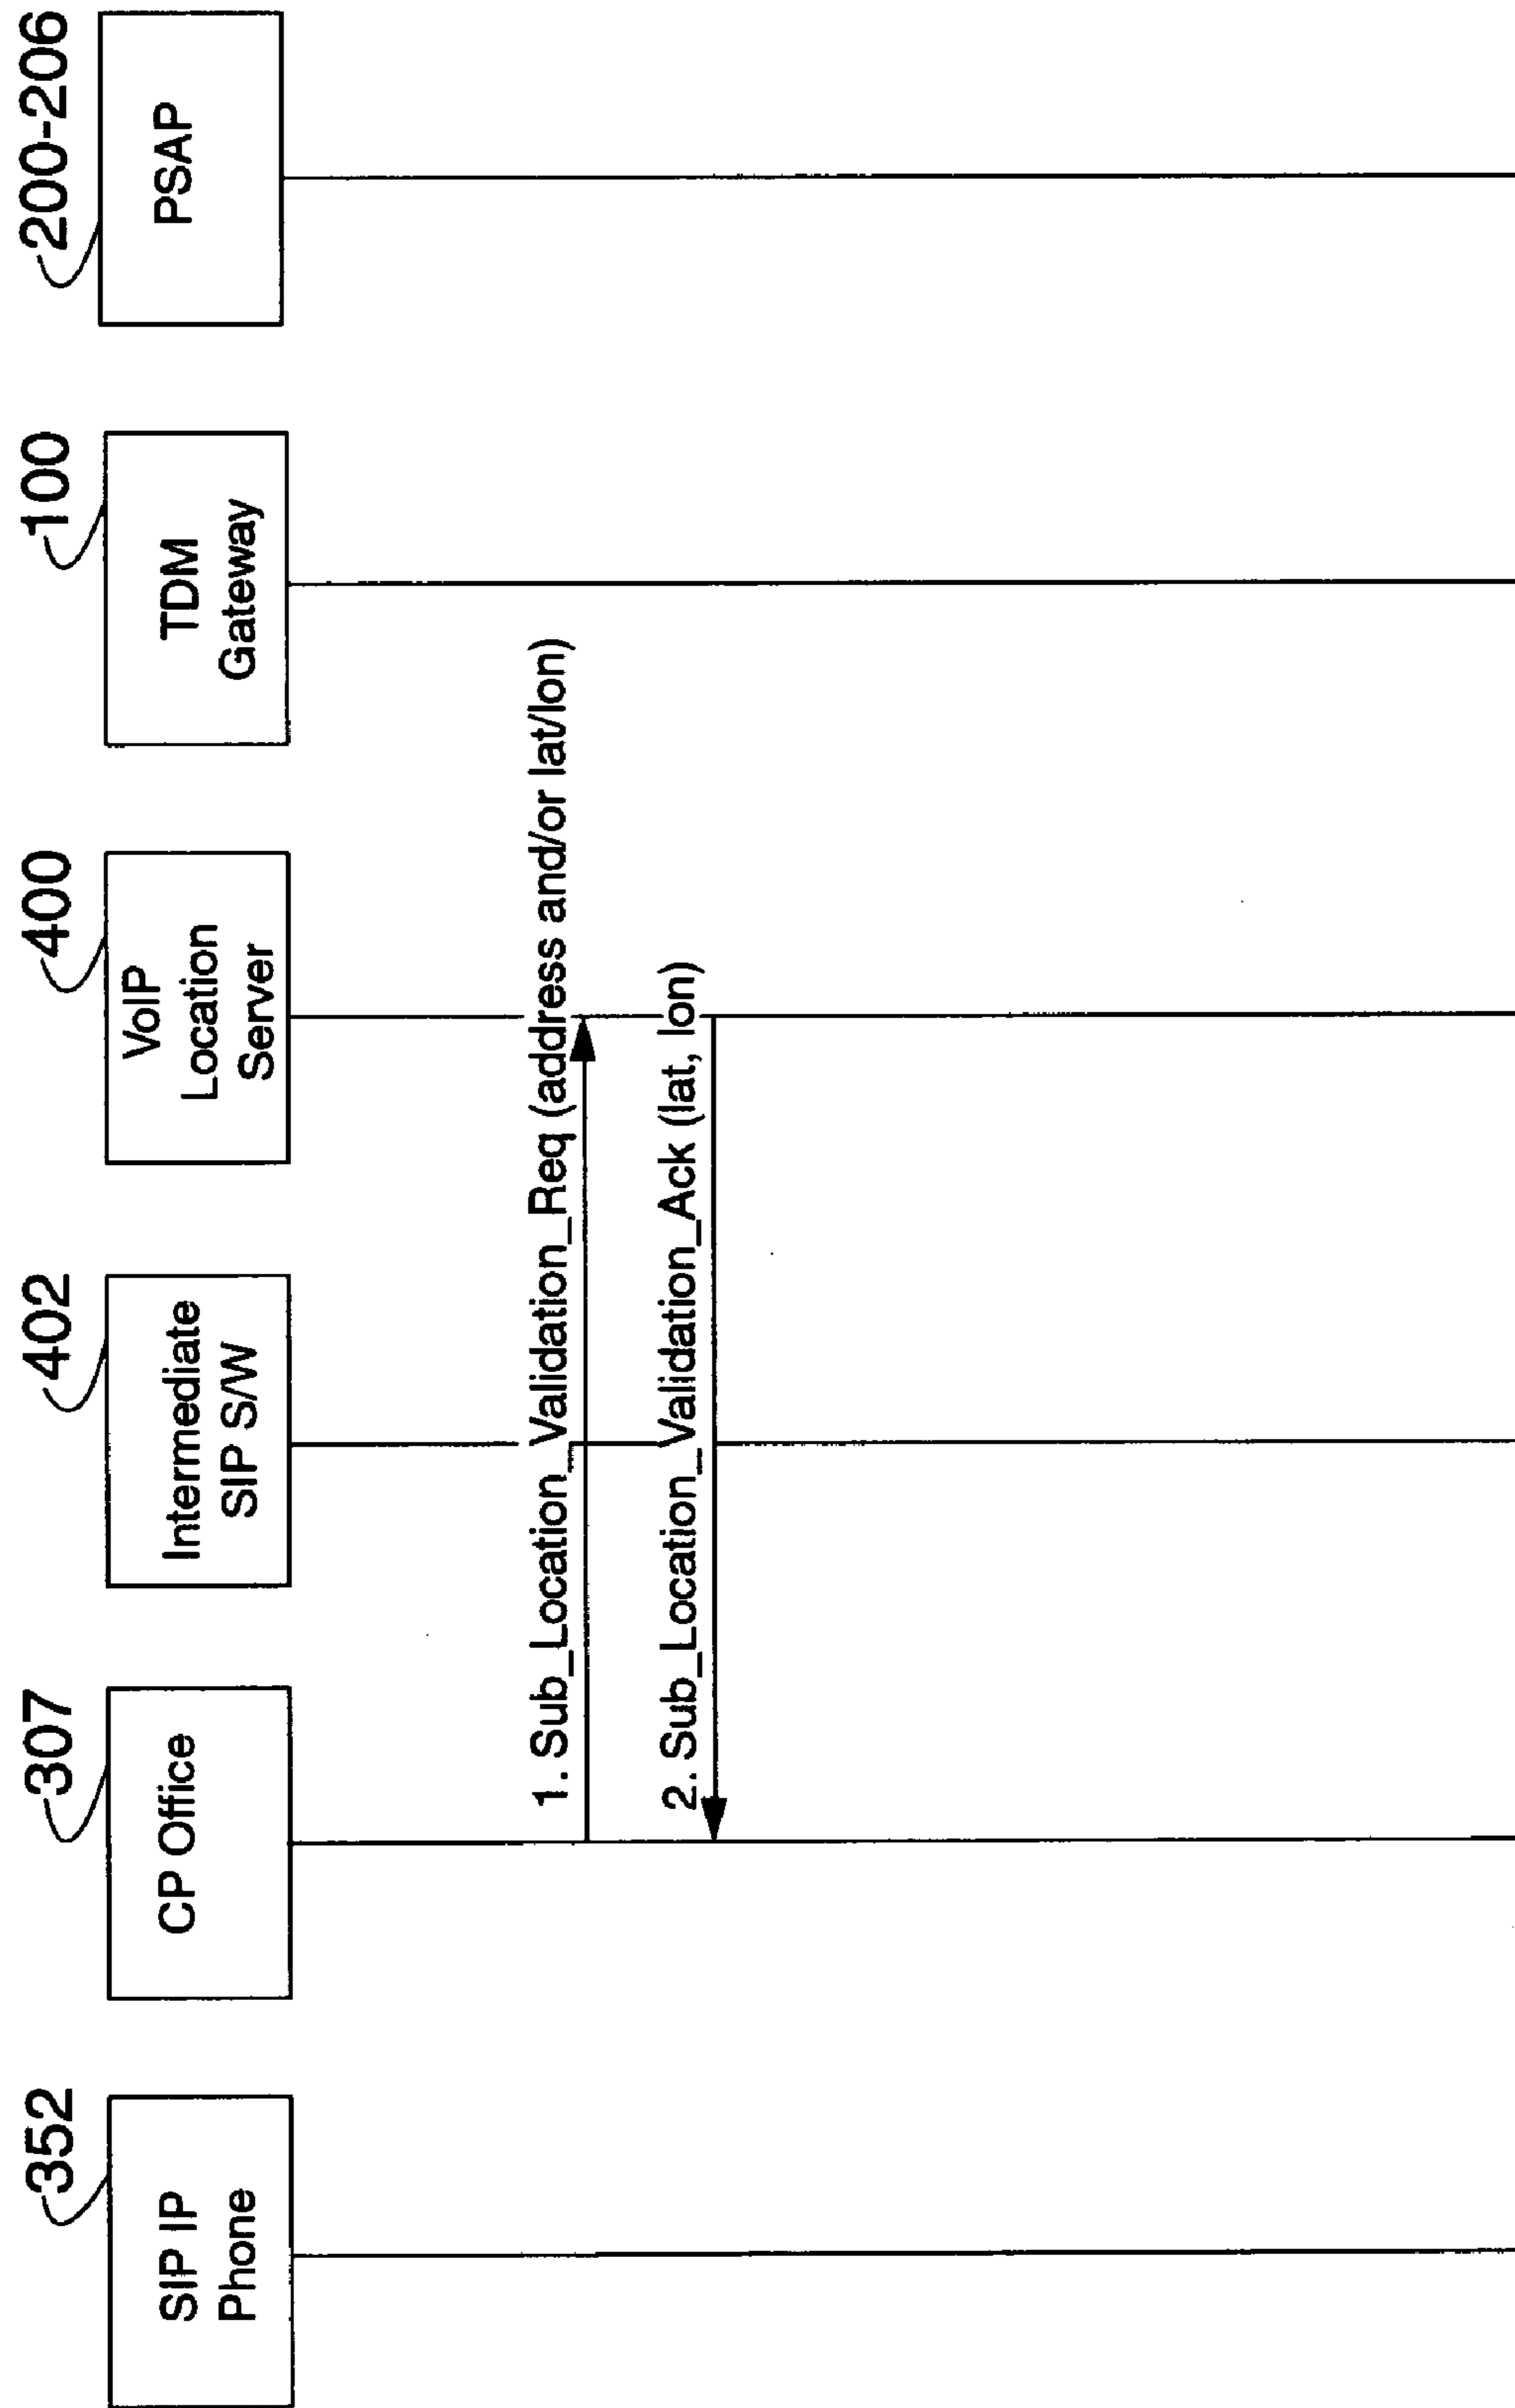 352
SIP IP
Phone
307
CP Office
402
Intermediate
SIP S/W
400
VoIP
Location
Server
100
TDM
Gateway
200-206
PSAP
1. Sub_Location_Validation_Req (address and/or lat/lon)
2. Sub_Location_Validation_Ack (lat, lon)